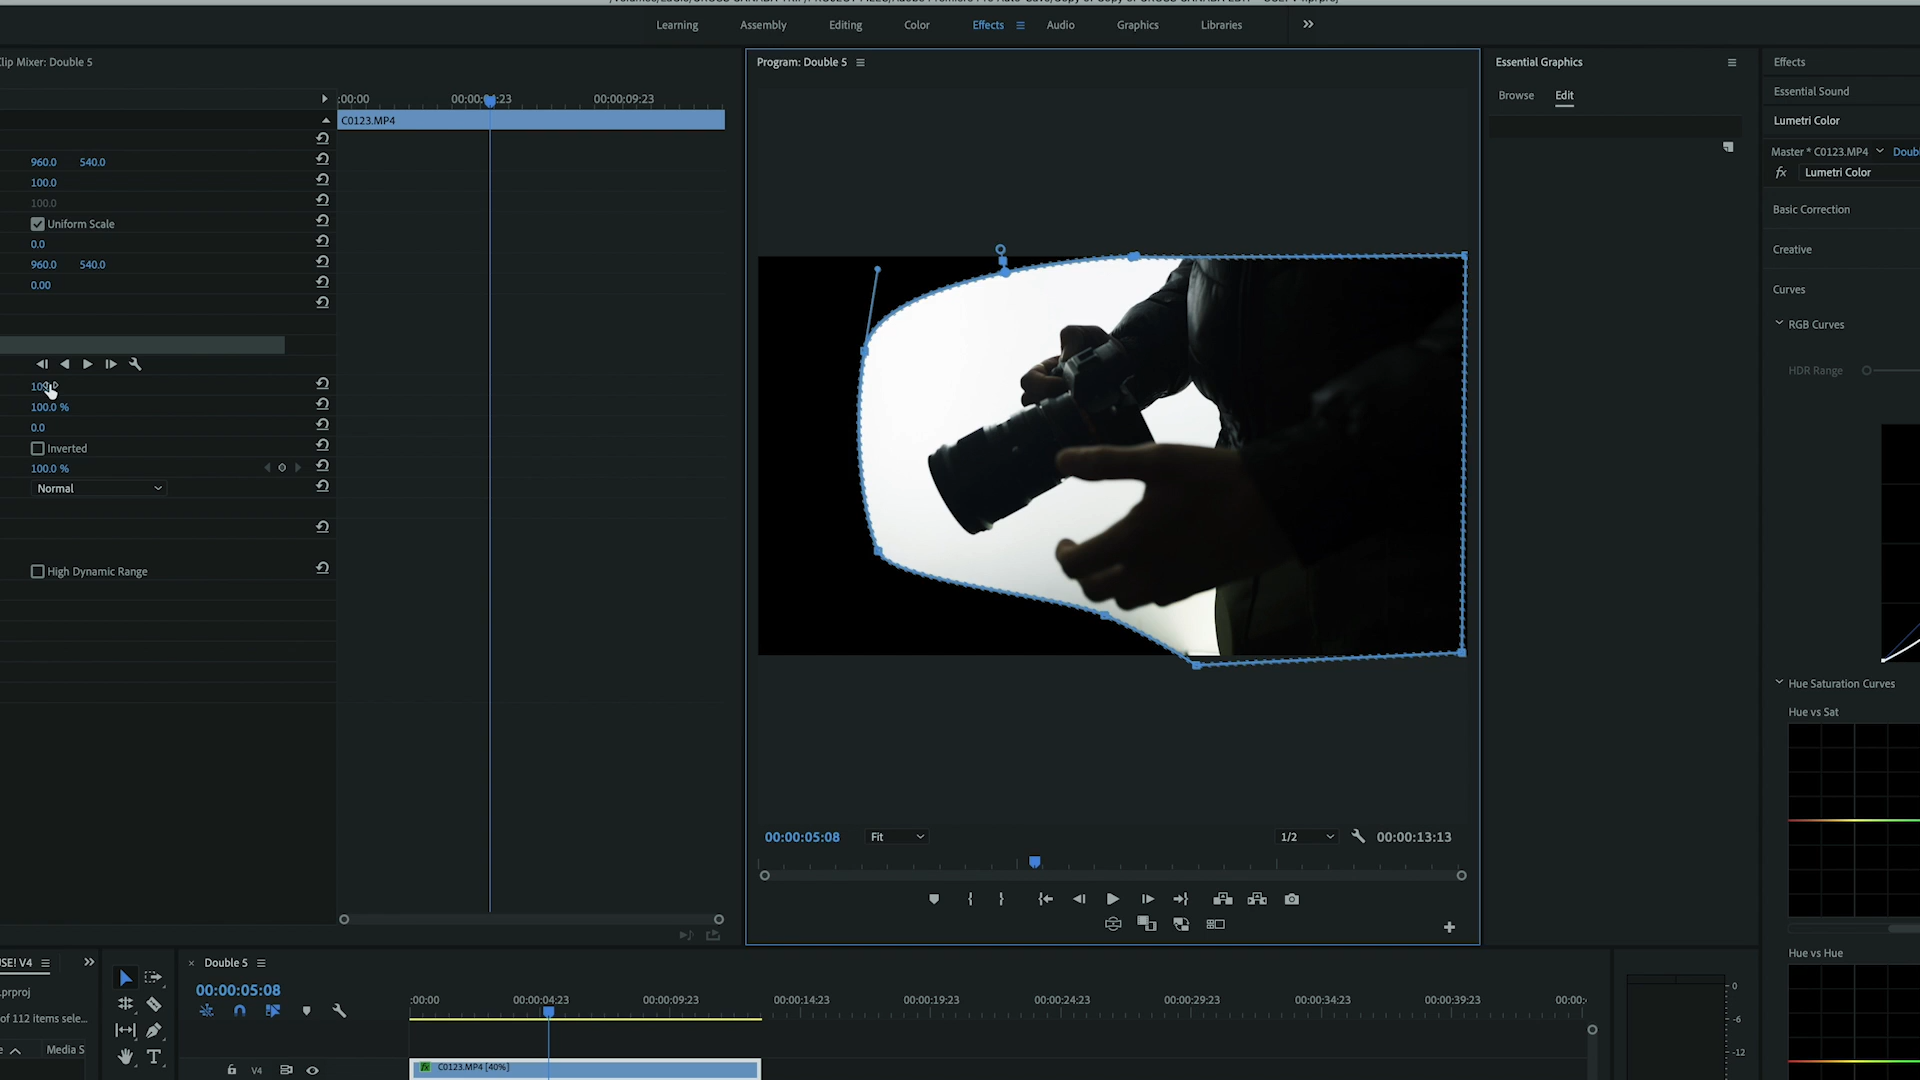 Learning Assembly Editing Color Effects Audio Graphics Libraries
Clip Mixer: Double 5
Program: Double 5
Essential Graphics
Effects
Browse Edit
Essential Sound
Lumetri Color
Master * C0123.MP4
fx Lumetri Color
Basic Correction
Creative
Curves
RGB Curves
HDR Range
Hue Saturation Curves
Hue vs Sat
Hue vs Hue
:00:00 00:00:09:23
C0123.MP4
960.0 540.0
100.0
100.0
Uniform Scale
0.0
960.0 540.0
0.00
100.0 %
0.0
Inverted
100.0 %
Normal
High Dynamic Range
00:00:05:08 Fit 1/2 00:00:13:13
SE! V4
.prproj
of 112 items sele...
Media S
Double 5
00:00:05:08
:00:00 00:00:04:23 00:00:09:23 00:00:14:23 00:00:19:23 00:00:24:23 00:00:29:23 00:00:34:23 00:00:39:23 00:00:
V4
fx C0123.MP4 [40%]
0
-6
-12